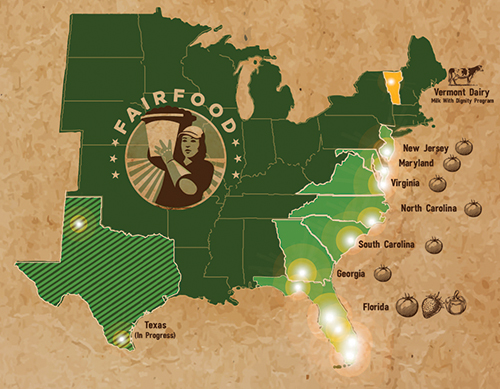 FAIRFOOD
Vermont Dairy
Milk With Dignity Program
New Jersey
Maryland
Virginia
North Carolina
South Carolina
Georgia
Florida
Texas
(In Progress)